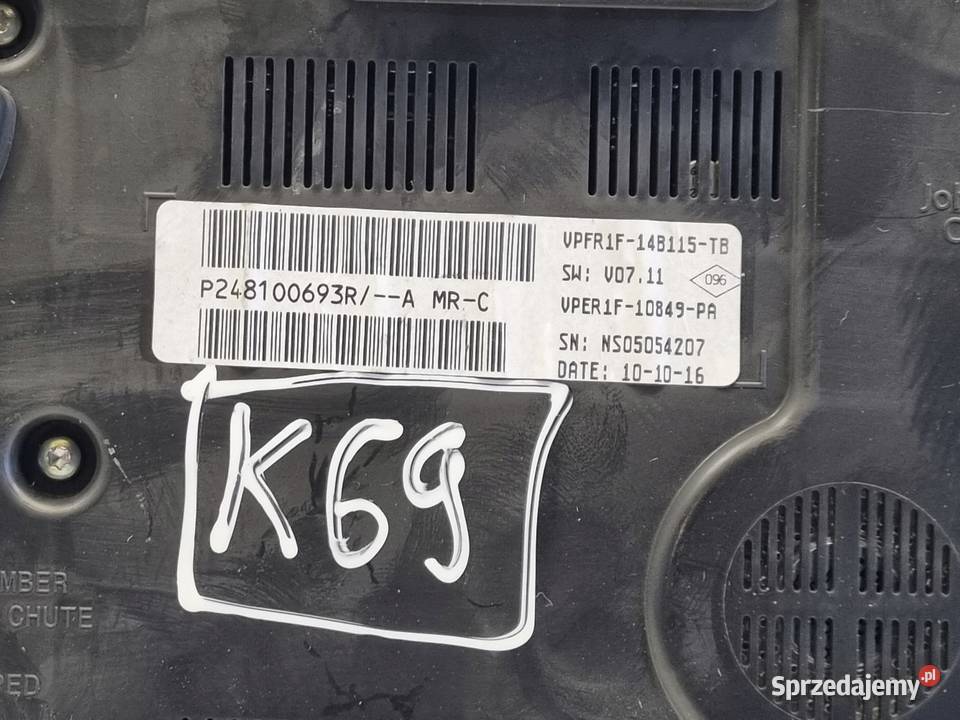 VPFR1F-14B115-TB
SW: V07.11
096
P248100693R/--A MR-C
VPER1F-10849-PA
SN: NS05054207
DATE: 10-10-16
K69
CHUTE
Sprzedajemy.pl